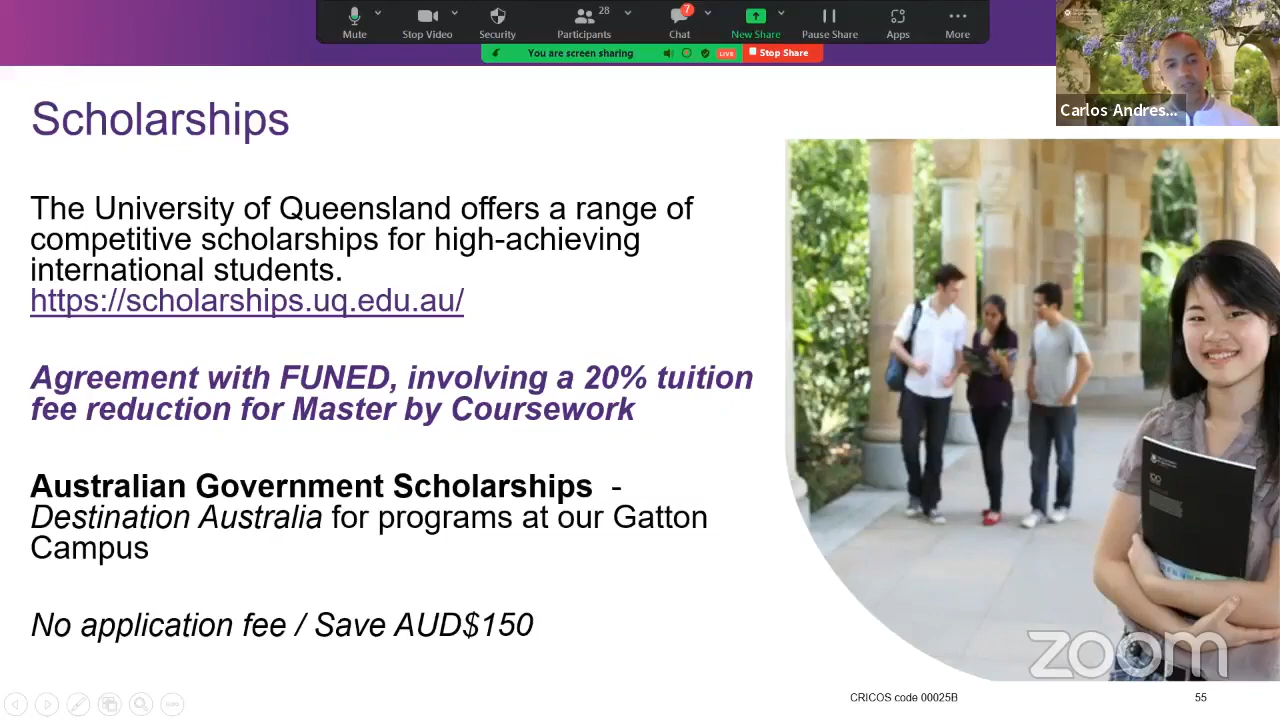 28
7
Mute
Stop Video
Security
Participants
Chat
New Share
Pause Share
Apps
More
You are screen sharing
LIVE
Stop Share
Carlos Andres...
Scholarships
The University of Queensland offers a range of
competitive scholarships for high-achieving
international students.
https://scholarships.uq.edu.au/
Agreement with FUNED, involving a 20% tuition
fee reduction for Master by Coursework
Australian Government Scholarships -
Destination Australia for programs at our Gatton
Campus
No application fee / Save AUD$150
zoom
CRICOS code 00025B
55